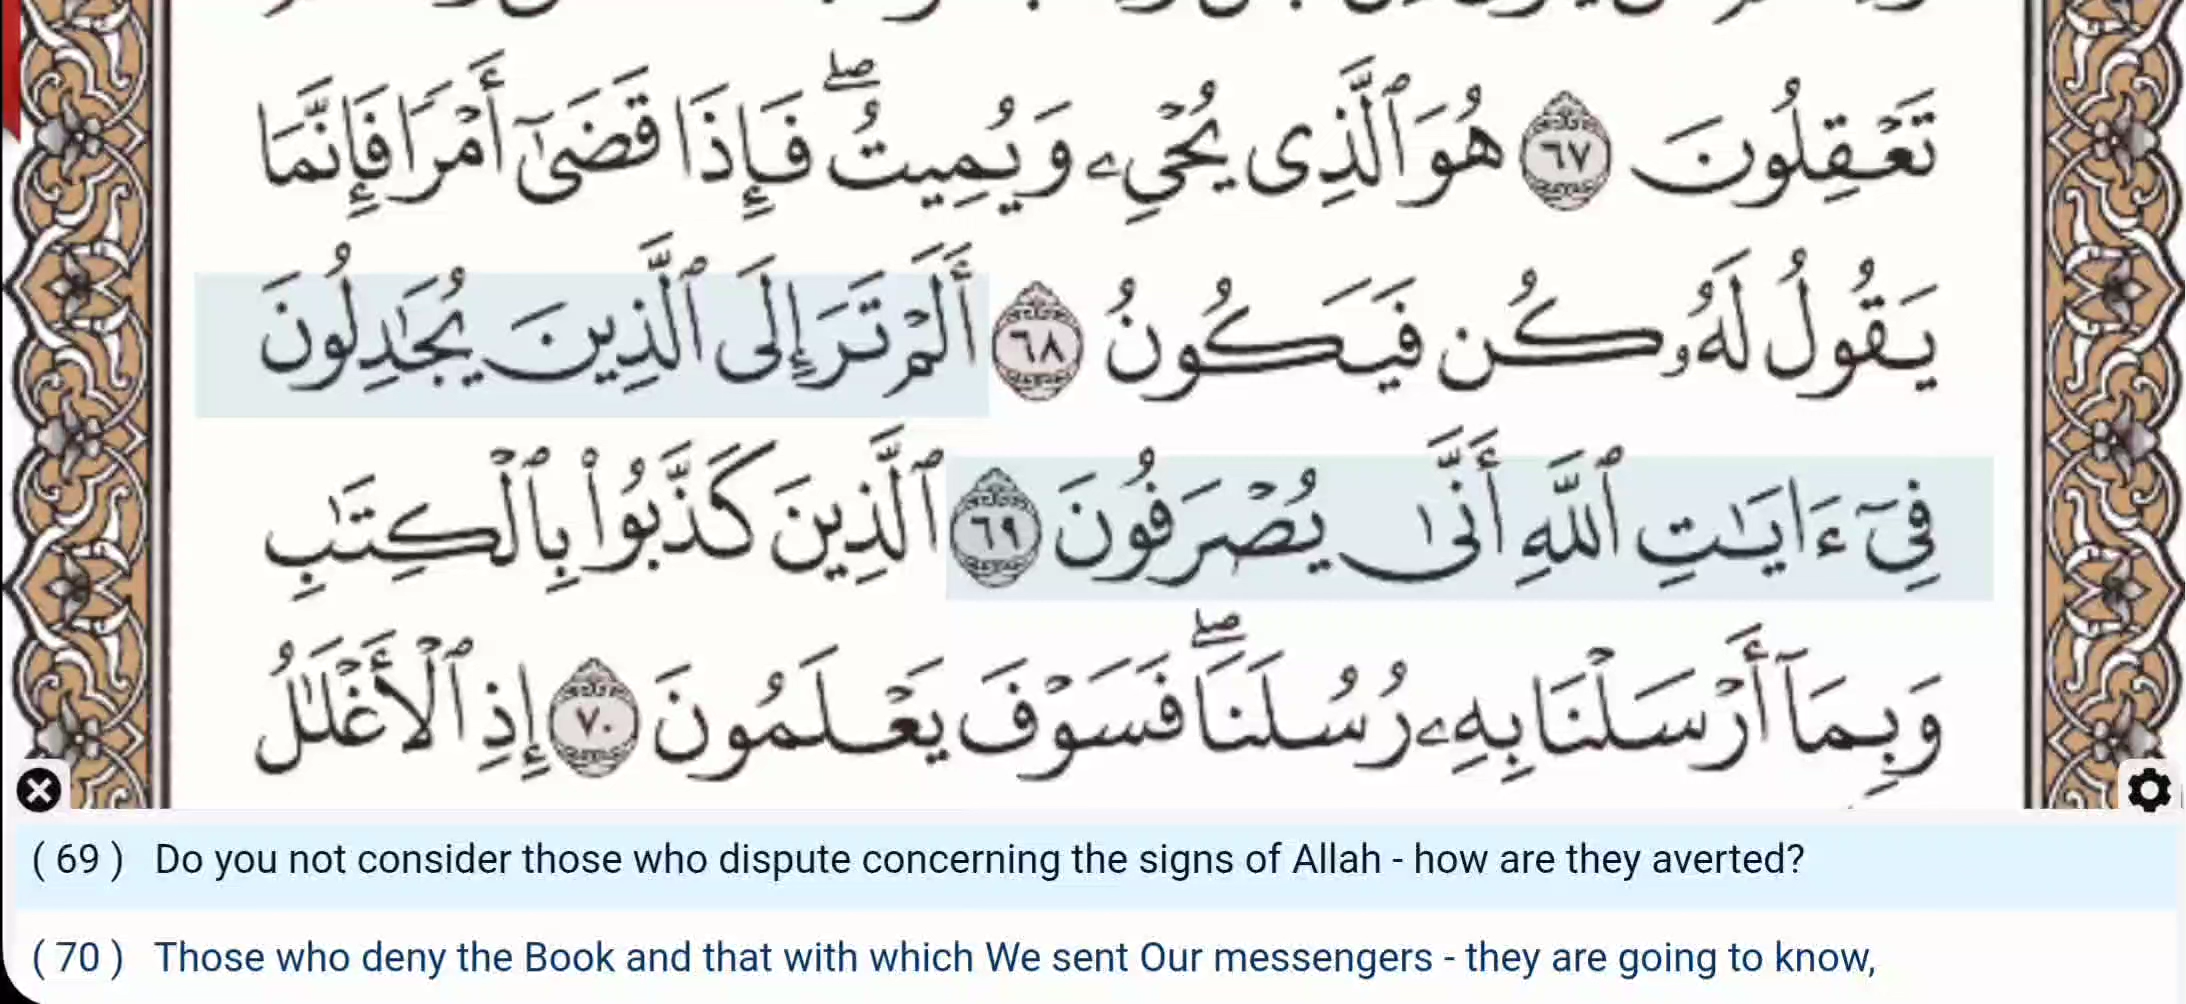 تَعۡقِلُونَ ٦٧ هُوَ ٱلَّذِى يُحۡىِۦ وَيُمِيتُۖ فَإِذَا قَضَىٰٓ أَمۡرٗا فَإِنَّمَا
يَقُولُ لَهُۥ كُن فَيَكُونُ ٦٨ أَلَمۡ تَرَ إِلَى ٱلَّذِينَ يُجَٰدِلُونَ
فِىٓ ءَايَٰتِ ٱللَّهِ أَنَّىٰ يُصۡرَفُونَ ٦٩ ٱلَّذِينَ كَذَّبُواْ بِٱلۡكِتَٰبِ
وَبِمَآ أَرۡسَلۡنَا بِهِۦ رُسُلَنَاۖ فَسَوۡفَ يَعۡلَمُونَ ٧٠ إِذِ ٱلۡأَغۡلَٰلُ
( 69 ) Do you not consider those who dispute concerning the signs of Allah - how are they averted?
( 70 ) Those who deny the Book and that with which We sent Our messengers - they are going to know,